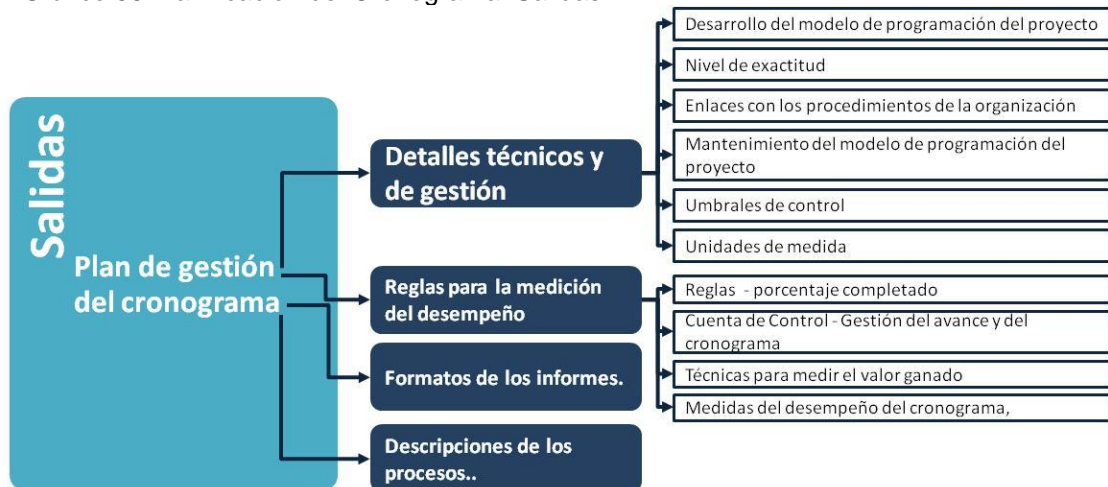 Desarrollo del modelo de programación del proyecto
Nivel de exactitud
Enlaces con los procedimientos de la organización
Mantenimiento del modelo de programación del
proyecto
Umbrales de control
Unidades de medida
Salidas
Plan de gestión
del cronograma
Detalles técnicos y
de gestión
Reglas para la medición
del desempeño
Formatos de los informes.
Descripciones de los
procesos..
Reglas - porcentaje completado
Cuenta de Control - Gestión del avance y del
cronograma
Técnicas para medir el valor ganado
Medidas del desempeño del cronograma,